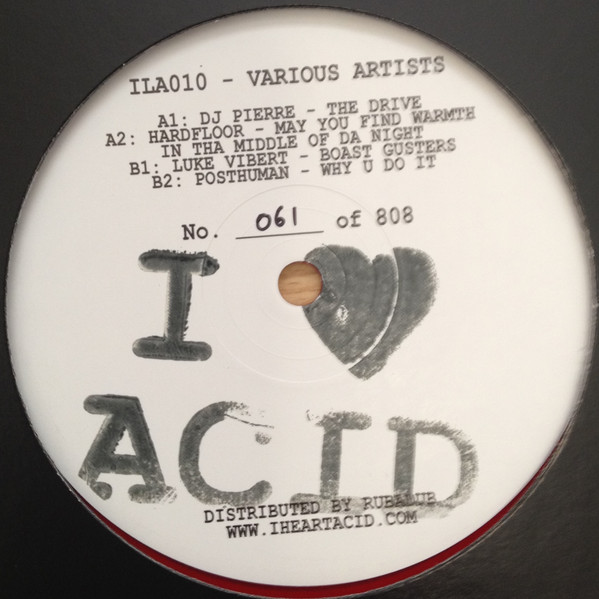 ILA010 - VARIOUS ARTISTS
A1: DJ PIERRE - THE DRIVE
A2: HARDFLOOR - MAY YOU FIND WARMTH
IN THA MIDDLE OF DA NIGHT
B1: LUKE VIBERT - BOAST GUSTERS
B2: POSTHUMAN - WHY U DO IT
No. 061 of 808
I ♥
ACID
DISTRIBUTED BY RUBADUB
WWW.IHEARTACID.COM